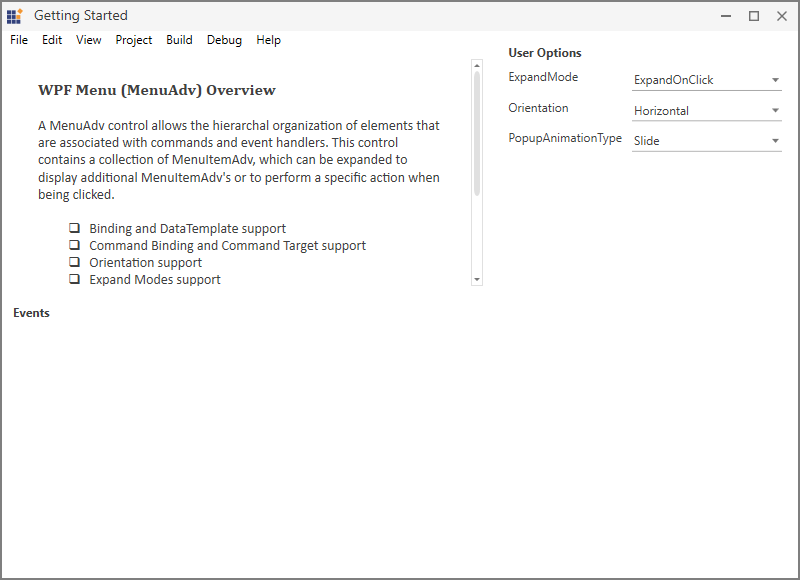 Getting Started
File Edit View Project Build Debug Help
WPF Menu (MenuAdv) Overview
A MenuAdv control allows the hierarchal organization of elements that
are associated with commands and event handlers. This control
contains a collection of MenuItemAdv, which can be expanded to
display additional MenuItemAdv's or to perform a specific action when
being clicked.
❑ Binding and DataTemplate support
❑ Command Binding and Command Target support
❑ Orientation support
❑ Expand Modes support
User Options
ExpandMode ExpandOnClick
Orientation Horizontal
PopupAnimationType Slide
Events